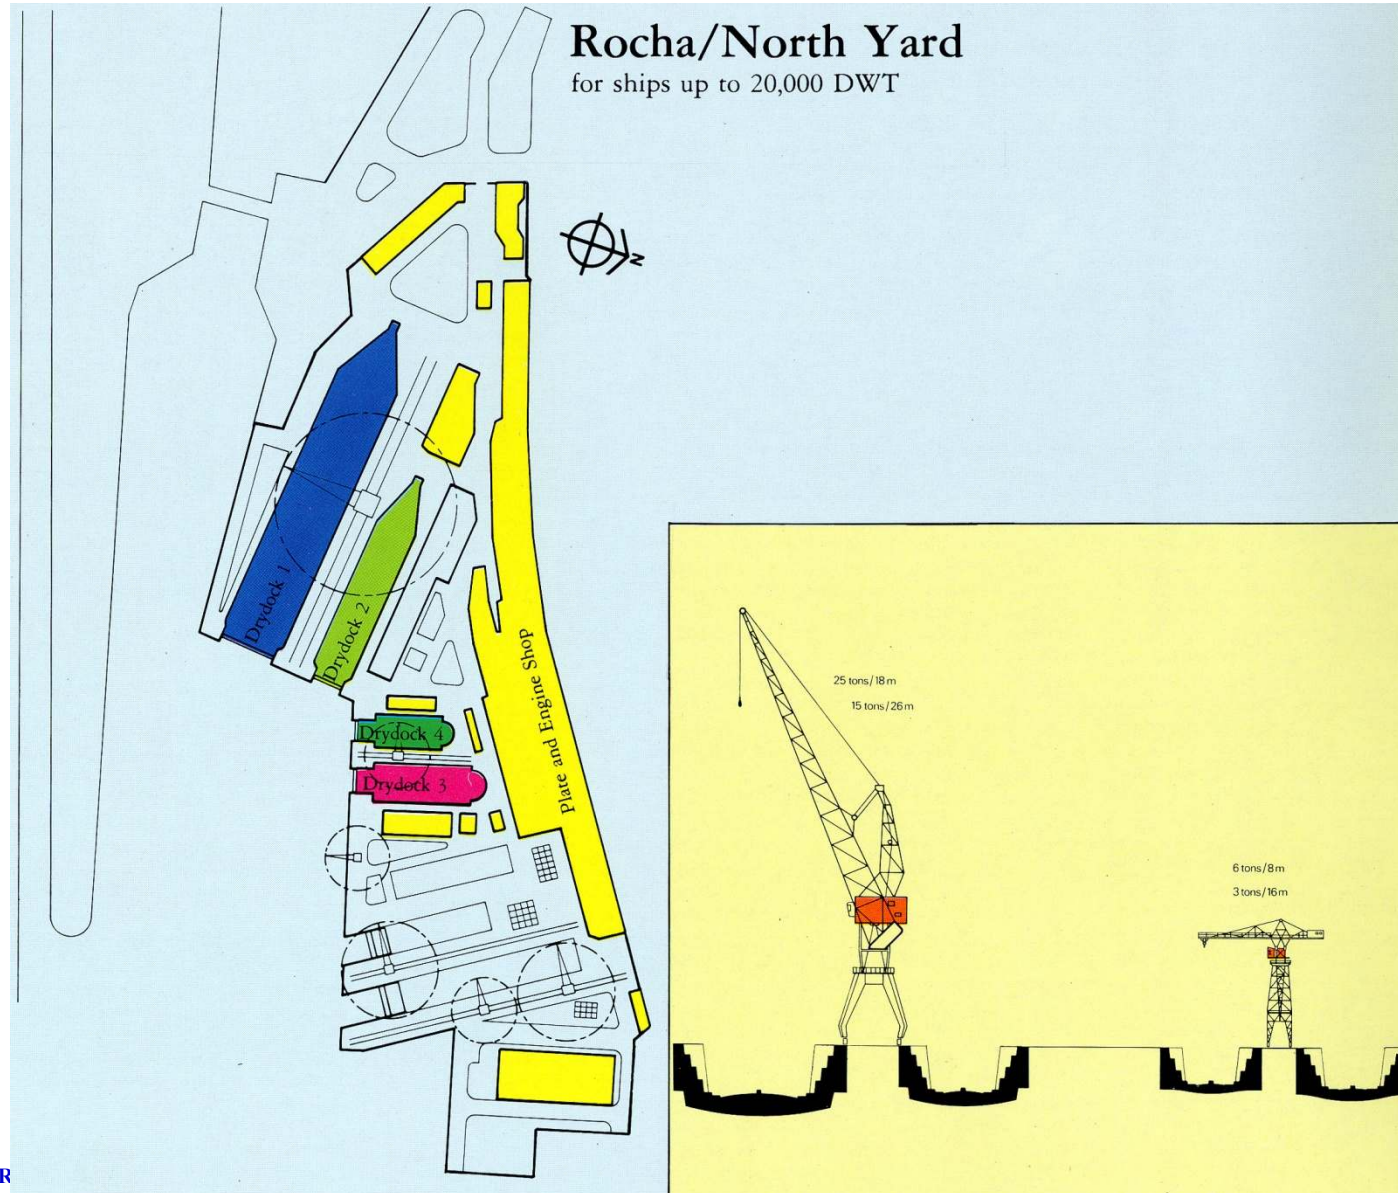 Rocha/North Yard
for ships up to 20,000 DWT
N
Drydock 1
Drydock 2
Plate and Engine Shop
Drydock 4
Drydock 3
25 tons/18 m
15 tons/26 m
6 tons/8 m
3 tons/16 m
R